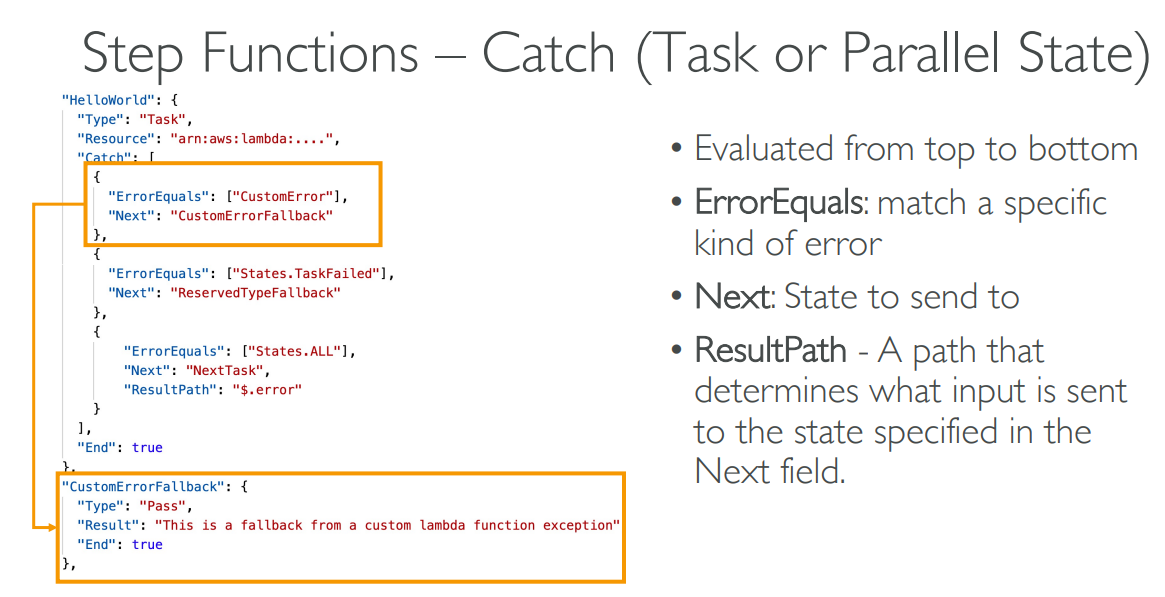 Step Functions – Catch (Task or Parallel State)
"HelloWorld": {
"Type": "Task",
"Resource": "arn:aws:lambda:....",
"Catch": [
{
"ErrorEquals": ["CustomError"],
"Next": "CustomErrorFallback"
},
{
"ErrorEquals": ["States.TaskFailed"],
"Next": "ReservedTypeFallback"
},
{
"ErrorEquals": ["States.ALL"],
"Next": "NextTask",
"ResultPath": "$.error"
}
],
"End": true
},
"CustomErrorFallback": {
"Type": "Pass",
"Result": "This is a fallback from a custom lambda function exception"
"End": true
},
• Evaluated from top to bottom
• ErrorEquals: match a specific
kind of error
• Next: State to send to
• ResultPath - A path that
determines what input is sent
to the state specified in the
Next field.